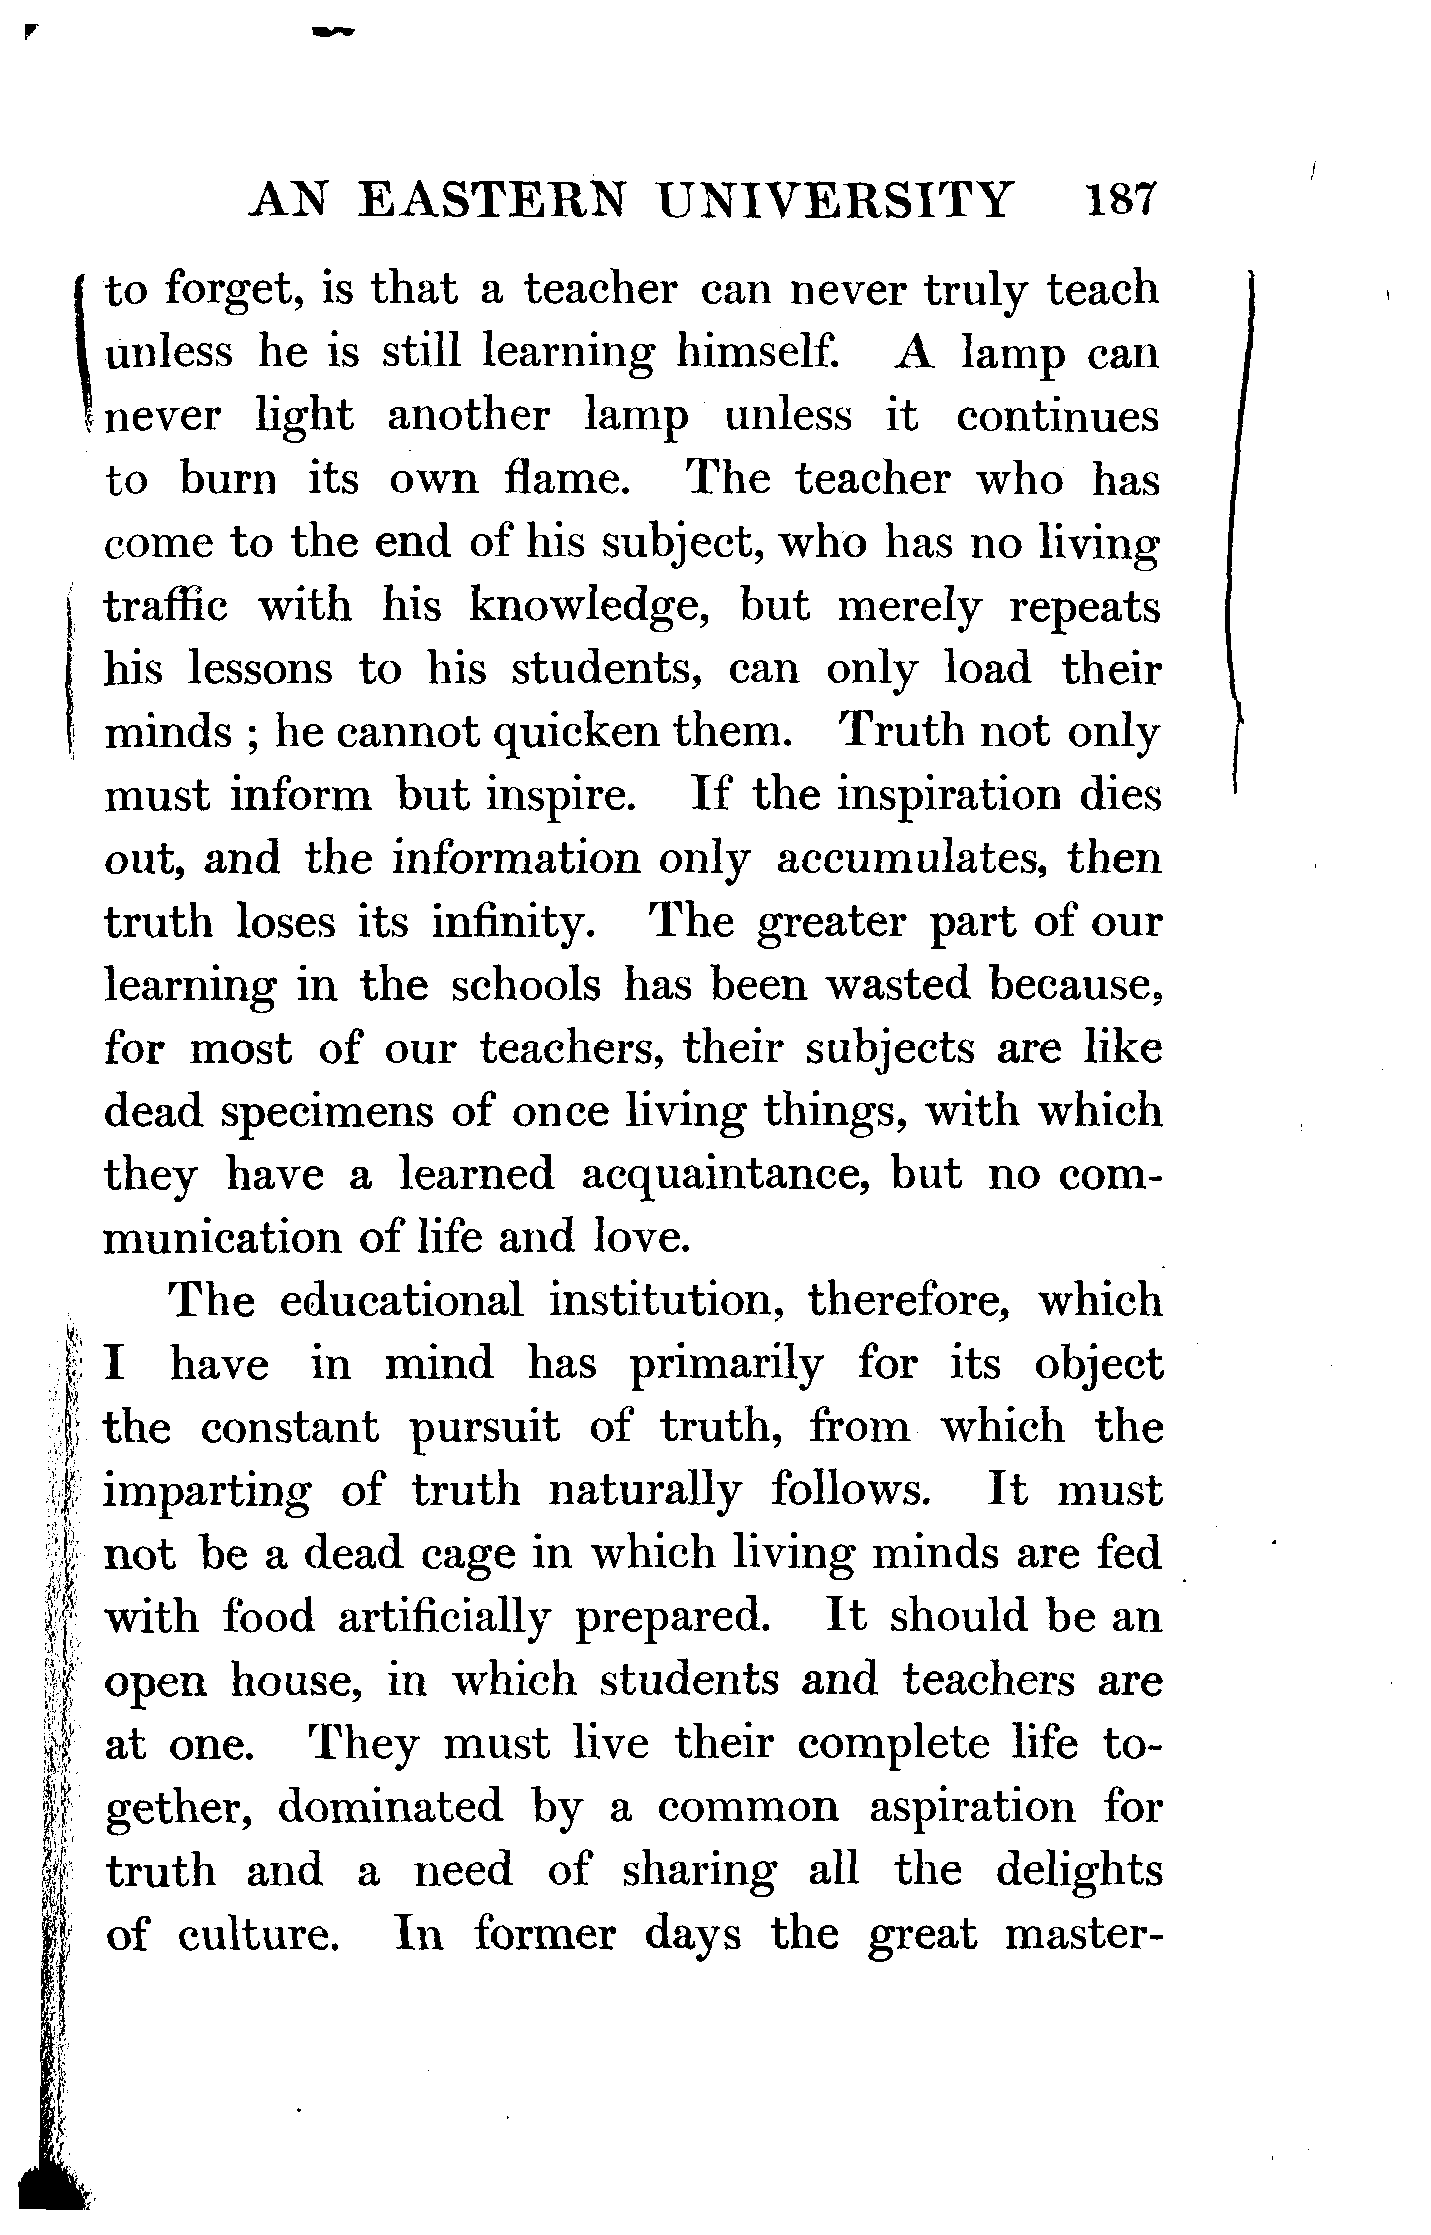 AN EASTERN UNIVERSITY 187
to forget, is that a teacher can never truly teach
unless he is still learning himself. A lamp can
never light another lamp unless it continues
to burn its own flame. The teacher who has
come to the end of his subject, who has no living
traffic with his knowledge, but merely repeats
his lessons to his students, can only load their
minds ; he cannot quicken them. Truth not only
must inform but inspire. If the inspiration dies
out, and the information only accumulates, then
truth loses its infinity. The greater part of our
learning in the schools has been wasted because,
for most of our teachers, their subjects are like
dead specimens of once living things, with which
they have a learned acquaintance, but no com-
munication of life and love.
The educational institution, therefore, which
I have in mind has primarily for its object
the constant pursuit of truth, from which the
imparting of truth naturally follows. It must
not be a dead cage in which living minds are fed
with food artificially prepared. It should be an
open house, in which students and teachers are
at one. They must live their complete life to-
gether, dominated by a common aspiration for
truth and a need of sharing all the delights
of culture. In former days the great master-